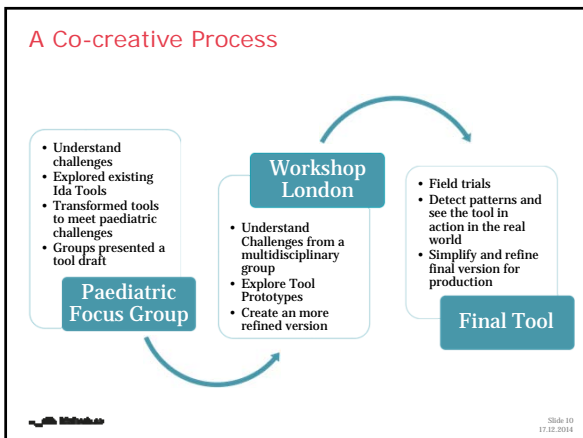 A Co-creative Process
• Understand
challenges
• Explored existing
Ida Tools
• Transformed tools
to meet paediatric
challenges
• Groups presented a
tool draft
Paediatric
Focus Group
Workshop
London
• Understand
Challenges from a
multidisciplinary
group
• Explore Tool
Prototypes
• Create an more
refined version
• Field trials
• Detect patterns and
see the tool in
action in the real
world
• Simplify and refine
final version for
production
Final Tool
Slide 10
17.12.2014